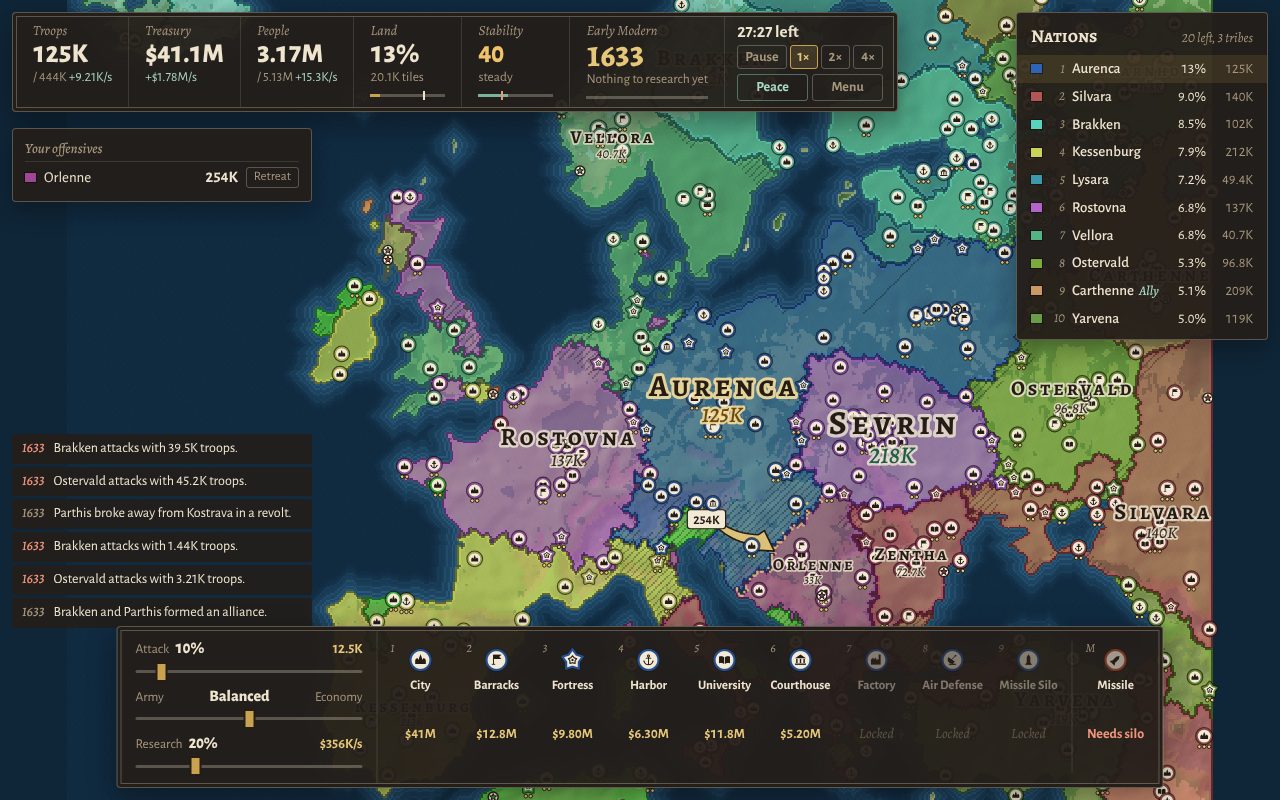 Troops
125K
/ 444K +9.21K/s
Treasury
$41.1M
+$1.78M/s
People
3.17M
/ 5.13M +15.3K/s
Land
13%
20.1K tiles
Stability
40
steady
Early Modern
1633
Nothing to research yet
27:27 left
Pause 1× 2× 4×
Peace Menu
Nations 20 left, 3 tribes
1 Aurenca 13% 125K
2 Silvara 9.0% 140K
3 Brakken 8.5% 102K
4 Kessenburg 7.9% 212K
5 Lysara 7.2% 49.4K
6 Rostovna 6.8% 137K
7 Vellora 6.8% 40.7K
8 Ostervald 5.3% 96.8K
9 Carthenne Ally 5.1% 209K
10 Yarvena 5.0% 119K
Your offensives
Orlenne 254K Retreat
Vellora
40.7K
Aurenca
125K
Sevrin
218K
Rostovna
137K
Ostervald
96.8K
Silvara
140K
254K
Orlenne
33K
Zentha
72.7K
1633 Brakken attacks with 39.5K troops.
1633 Ostervald attacks with 45.2K troops.
1633 Parthis broke away from Kostrava in a revolt.
1633 Brakken attacks with 1.44K troops.
1633 Ostervald attacks with 3.21K troops.
1633 Brakken and Parthis formed an alliance.
Attack 10% 12.5K
Army Balanced Economy
Research 20% $356K/s
Kessenburg
Yarvena
1 City $41M
2 Barracks $12.8M
3 Fortress $9.80M
4 Harbor $6.30M
5 University $11.8M
6 Courthouse $5.20M
7 Factory Locked
8 Air Defense Locked
9 Missile Silo Locked
M Missile Needs silo